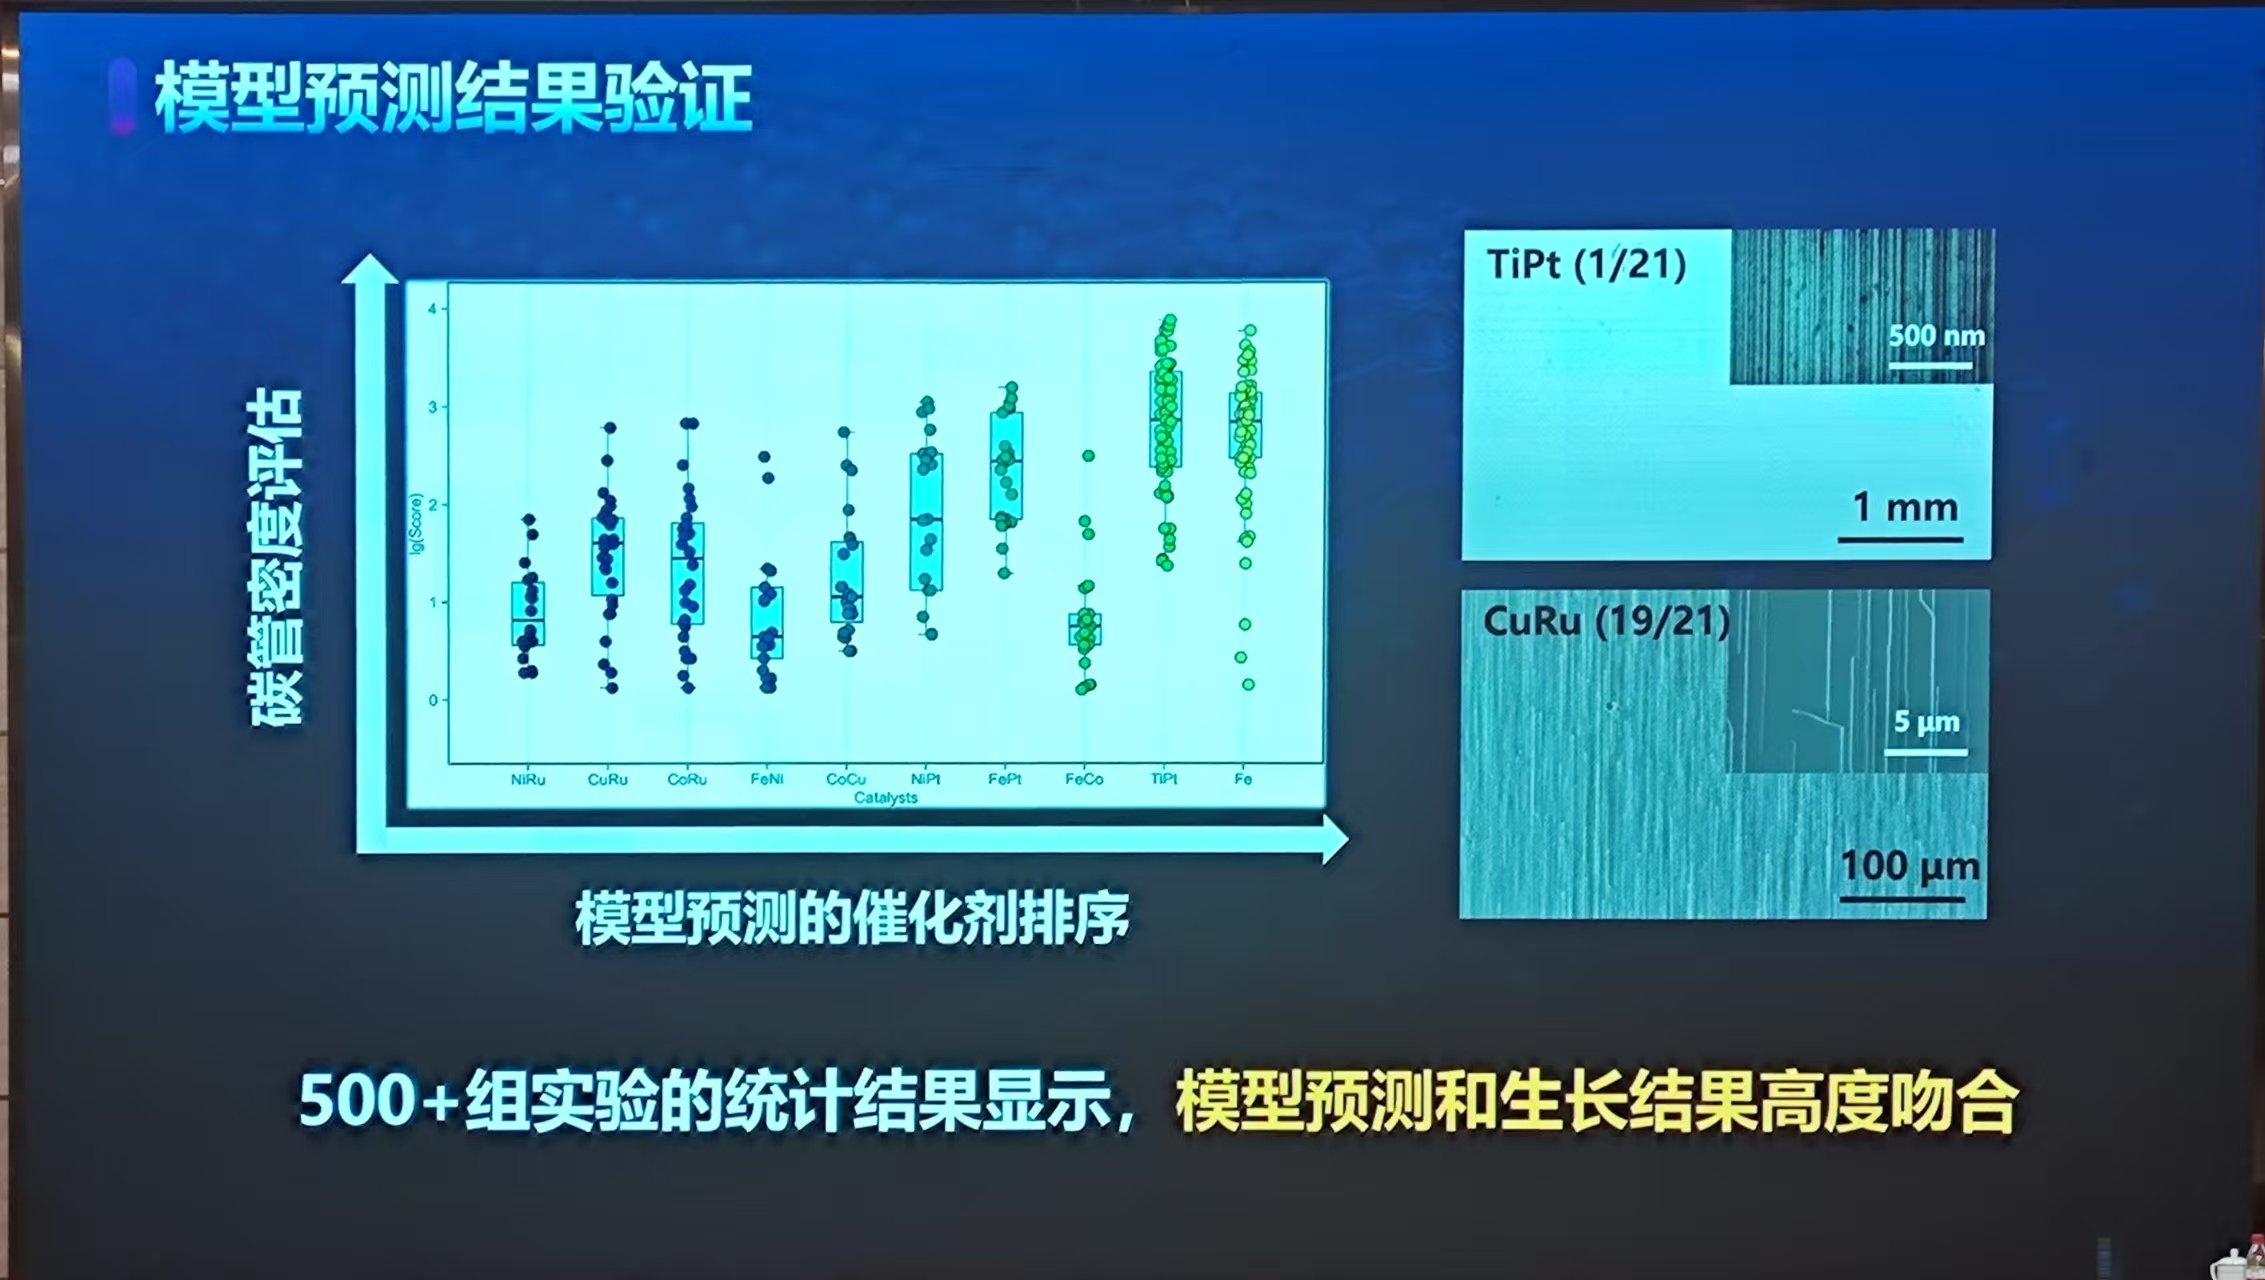 模型预测结果验证
碳管密度评估
lg(Score)
4
3
2
1
0
NiRu CuRu CoRu FeNi CoCu NiPt FePt FeCo TiPt Fe
Catalysts
模型预测的催化剂排序
TiPt (1/21)
500 nm
1 mm
CuRu (19/21)
5 μm
100 μm
500+组实验的统计结果显示，模型预测和生长结果高度吻合